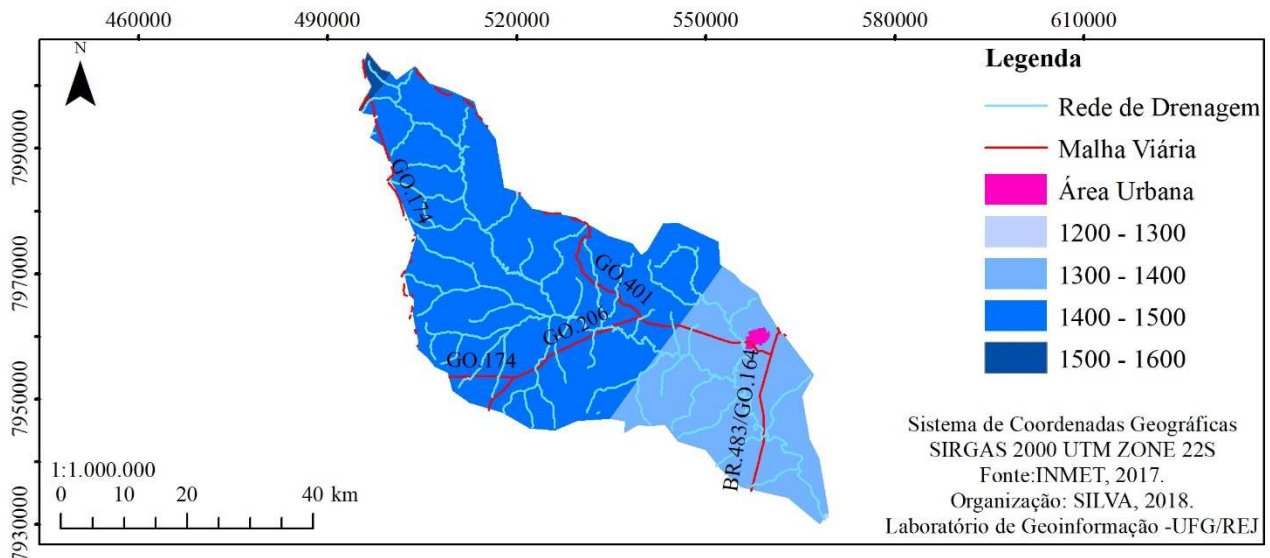 460000 490000 520000 550000 580000 610000
N
7990000
7970000
7950000
7930000
GO.174
GO.401
GO.206
GO.174
BR.483/GO.164
1:1.000.000
0 10 20 40 km
Legenda
Rede de Drenagem
Malha Viária
Área Urbana
1200 - 1300
1300 - 1400
1400 - 1500
1500 - 1600
Sistema de Coordenadas Geográficas
SIRGAS 2000 UTM ZONE 22S
Fonte:INMET, 2017.
Organização: SILVA, 2018.
Laboratório de Geoinformação -UFG/REJ